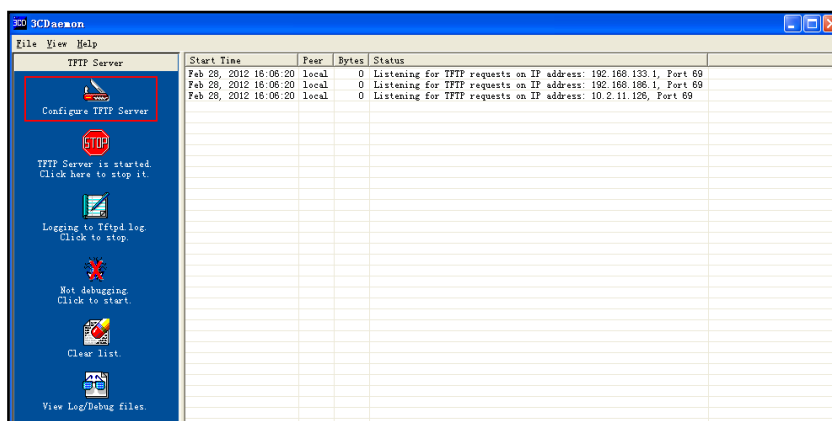 3CD 3CDaemon
File View Help
TFTP Server
Start Time Peer Bytes Status
Feb 28, 2012 16:06:20 local 0 Listening for TFTP requests on IP address: 192.168.133.1, Port 69
Feb 28, 2012 16:06:20 local 0 Listening for TFTP requests on IP address: 192.168.186.1, Port 69
Feb 28, 2012 16:06:20 local 0 Listening for TFTP requests on IP address: 10.2.11.126, Port 69
Configure TFTP Server
STOP
TFTP Server is started.
Click here to stop it.
Logging to Tftpd.log.
Click to stop.
Not debugging.
Click to start.
Clear list.
View Log/Debug files.